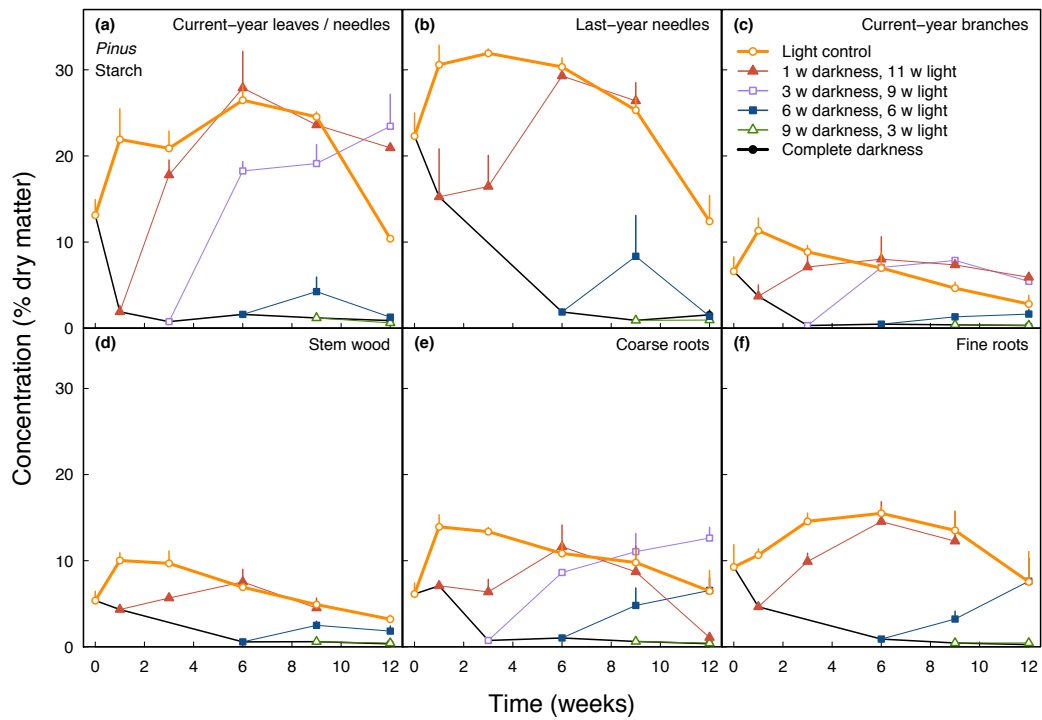 (a) Current–year leaves / needles
Pinus
Starch
(b) Last–year needles
(c) Current–year branches
Light control
1 w darkness, 11 w light
3 w darkness, 9 w light
6 w darkness, 6 w light
9 w darkness, 3 w light
Complete darkness
30
20
10
0
(d) Stem wood
(e) Coarse roots
(f) Fine roots
30
20
10
0
0 2 4 6 8 10 12
0 2 4 6 8 10 12
0 2 4 6 8 10 12
Concentration (% dry matter)
Time (weeks)